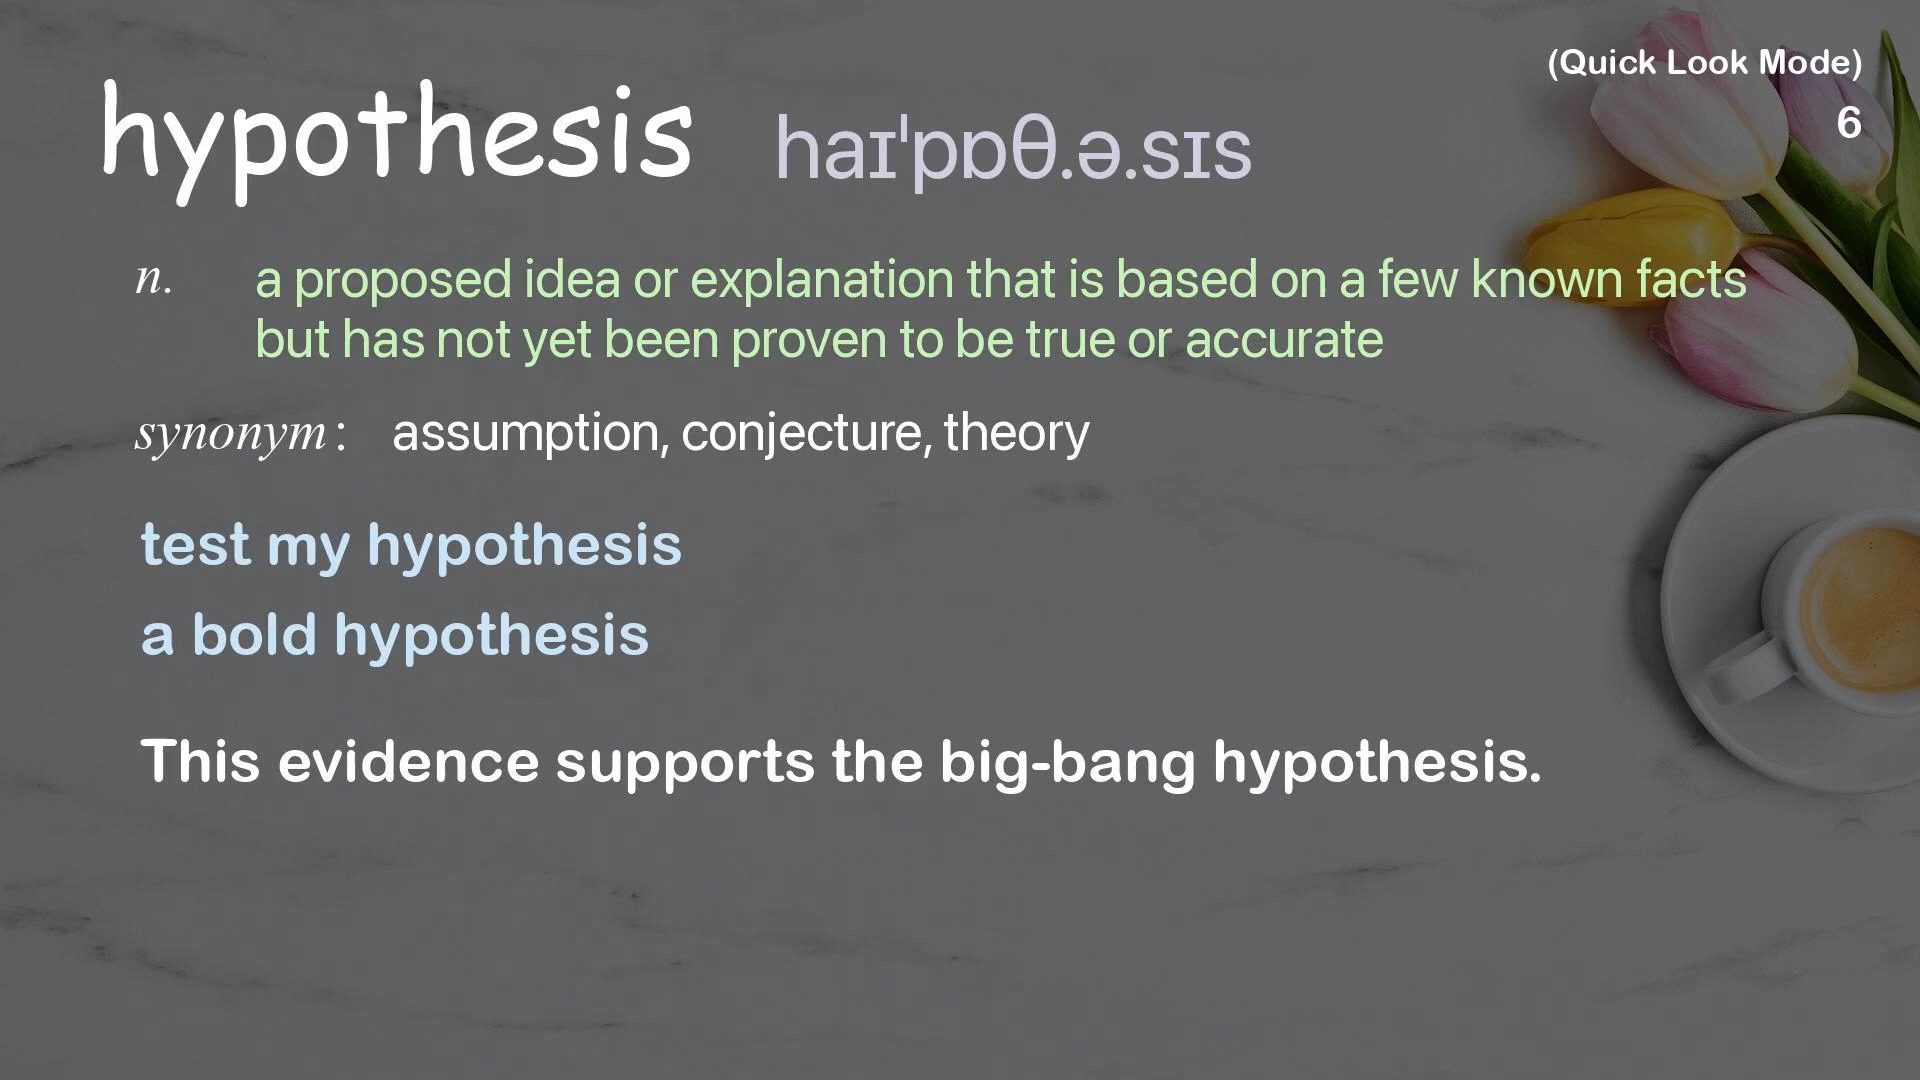 (Quick Look Mode)
6
hypothesis haɪˈpɒθ.ə.sɪs
n. a proposed idea or explanation that is based on a few known facts
but has not yet been proven to be true or accurate
synonym: assumption, conjecture, theory
test my hypothesis
a bold hypothesis
This evidence supports the big-bang hypothesis.